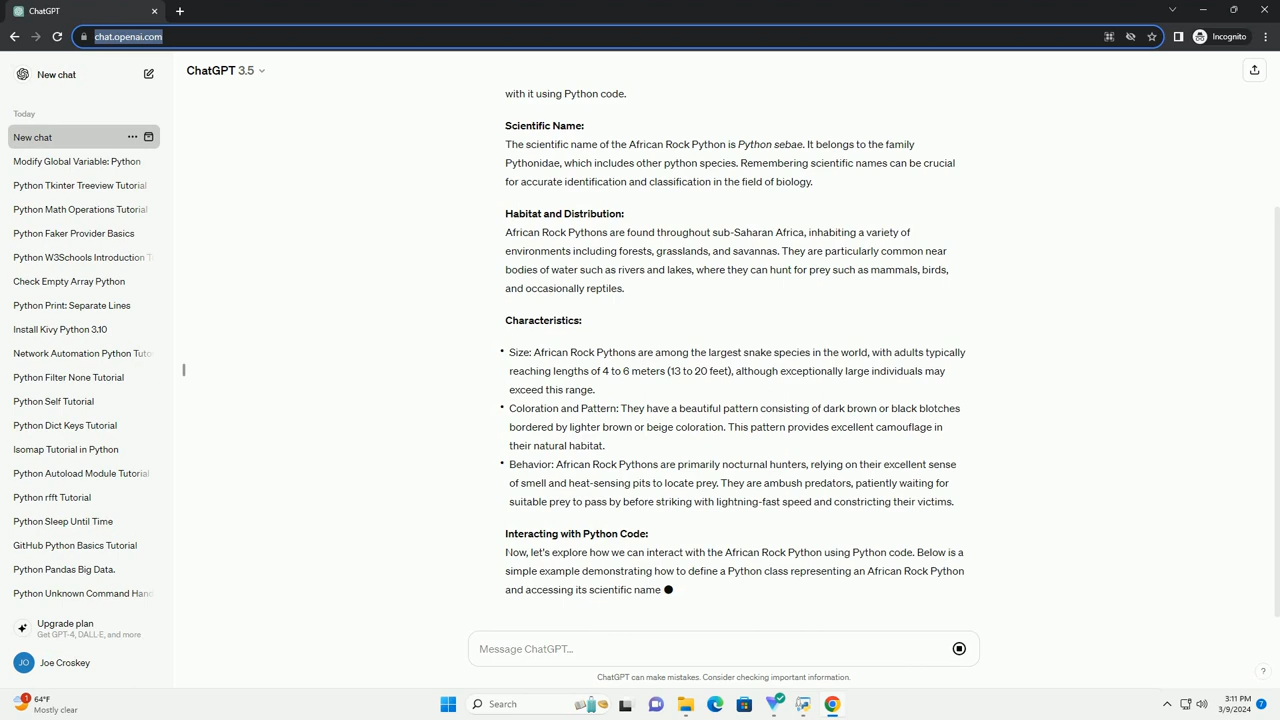 ChatGPT
chat.openai.com
Incognito
New chat
ChatGPT 3.5
Today
New chat
Modify Global Variable: Python
Python Tkinter Treeview Tutorial
Python Math Operations Tutorial
Python Faker Provider Basics
Python W3Schools Introduction T
Check Empty Array Python
Python Print: Separate Lines
Install Kivy Python 3.10
Network Automation Python Tuto
Python Filter None Tutorial
Python Self Tutorial
Python Dict Keys Tutorial
Isomap Tutorial in Python
Python Autoload Module Tutorial
Python rfft Tutorial
Python Sleep Until Time
GitHub Python Basics Tutorial
Python Pandas Big Data.
Python Unknown Command Hand
Upgrade plan
Get GPT-4, DALL·E, and more
JO Joe Croskey
with it using Python code.
Scientific Name:
The scientific name of the African Rock Python is Python sebae. It belongs to the family
Pythonidae, which includes other python species. Remembering scientific names can be crucial
for accurate identification and classification in the field of biology.
Habitat and Distribution:
African Rock Pythons are found throughout sub-Saharan Africa, inhabiting a variety of
environments including forests, grasslands, and savannas. They are particularly common near
bodies of water such as rivers and lakes, where they can hunt for prey such as mammals, birds,
and occasionally reptiles.
Characteristics:
• Size: African Rock Pythons are among the largest snake species in the world, with adults typically
reaching lengths of 4 to 6 meters (13 to 20 feet), although exceptionally large individuals may
exceed this range.
• Coloration and Pattern: They have a beautiful pattern consisting of dark brown or black blotches
bordered by lighter brown or beige coloration. This pattern provides excellent camouflage in
their natural habitat.
• Behavior: African Rock Pythons are primarily nocturnal hunters, relying on their excellent sense
of smell and heat-sensing pits to locate prey. They are ambush predators, patiently waiting for
suitable prey to pass by before striking with lightning-fast speed and constricting their victims.
Interacting with Python Code:
Now, let's explore how we can interact with the African Rock Python using Python code. Below is a
simple example demonstrating how to define a Python class representing an African Rock Python
and accessing its scientific name
Message ChatGPT...
ChatGPT can make mistakes. Consider checking important information.
?
1
64°F
Mostly clear
Search
3:11 PM
3/9/2024
7